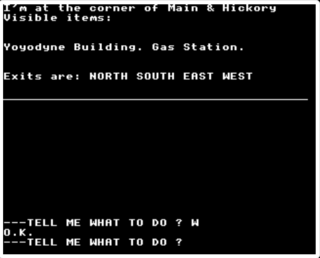 I'm at the corner of Main & Hickory
Visible items:
Yoyodyne Building. Gas Station.
Exits are: NORTH SOUTH EAST WEST
---TELL ME WHAT TO DO ? W
O.K.
---TELL ME WHAT TO DO ?